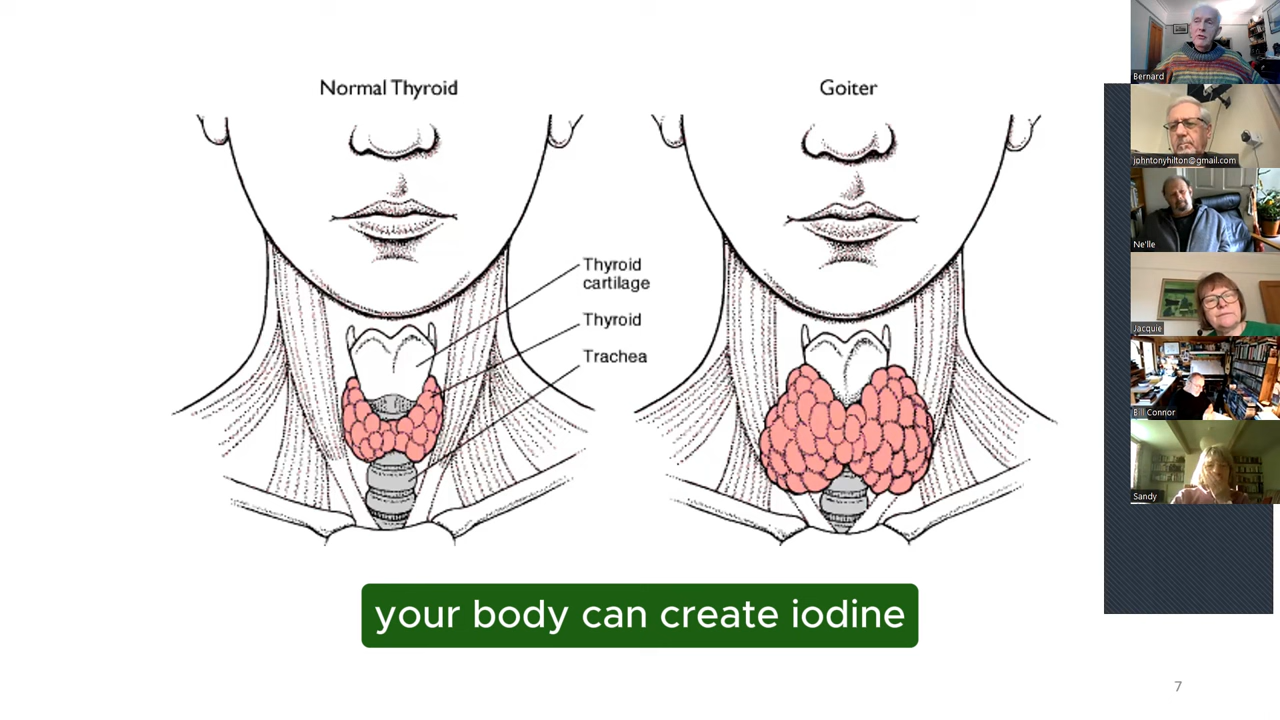 Normal Thyroid
Goiter
Thyroid
cartilage
Thyroid
Trachea
your body can create iodine
7
Bernard
johntonyhilton@gmail.com
Ne'lle
Jacquie
Bill Connor
Sandy